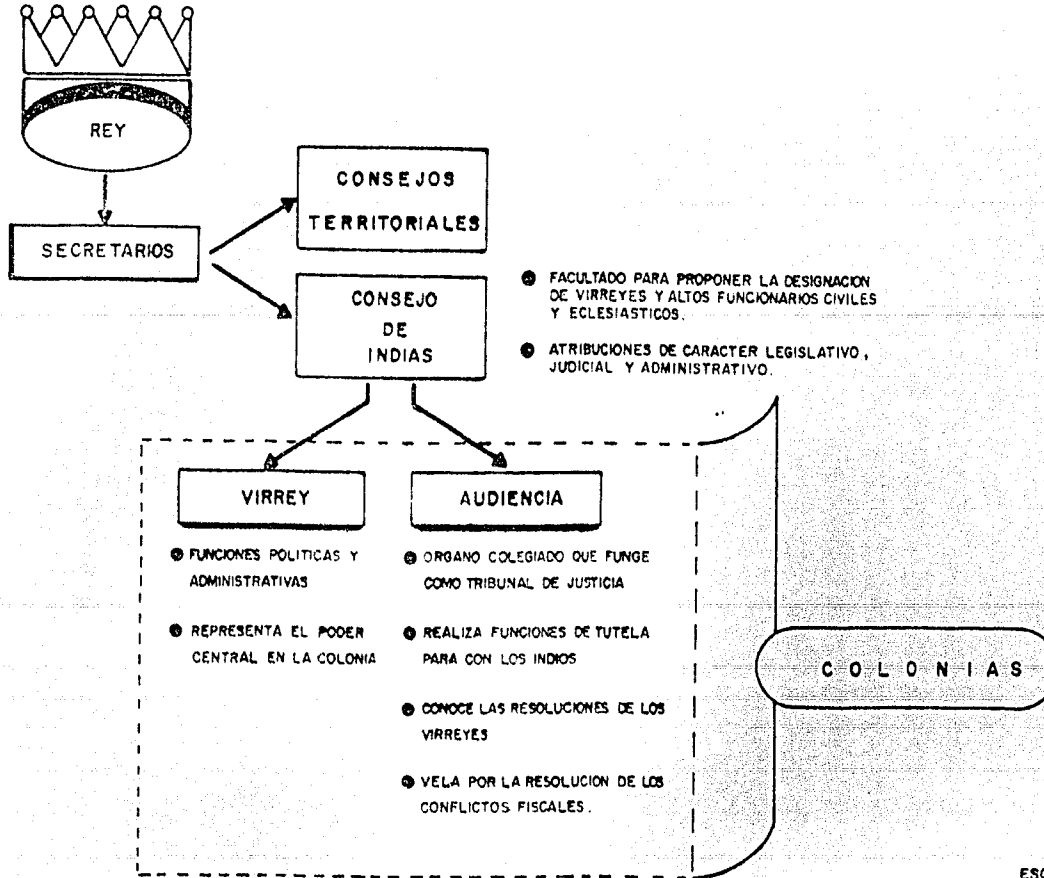 REY
SECRETARIOS
CONSEJOS
TERRITORIALES
CONSEJO
DE
INDIAS
FACULTADO PARA PROPONER LA DESIGNACION
DE VIRREYES Y ALTOS FUNCIONARIOS CIVILES
Y ECLESIASTICOS.
ATRIBUCIONES DE CARACTER LEGISLATIVO,
JUDICIAL Y ADMINISTRATIVO.
VIRREY
FUNCIONES POLITICAS Y
ADMINISTRATIVAS
REPRESENTA EL PODER
CENTRAL EN LA COLONIA
AUDIENCIA
ORGANO COLEGIADO QUE FUNGE
COMO TRIBUNAL DE JUSTICIA
REALIZA FUNCIONES DE TUTELA
PARA CON LOS INDIOS
CONOCE LAS RESOLUCIONES DE LOS
VIRREYES
VELA POR LA RESOLUCION DE LOS
CONFLICTOS FISCALES.
COLONIAS